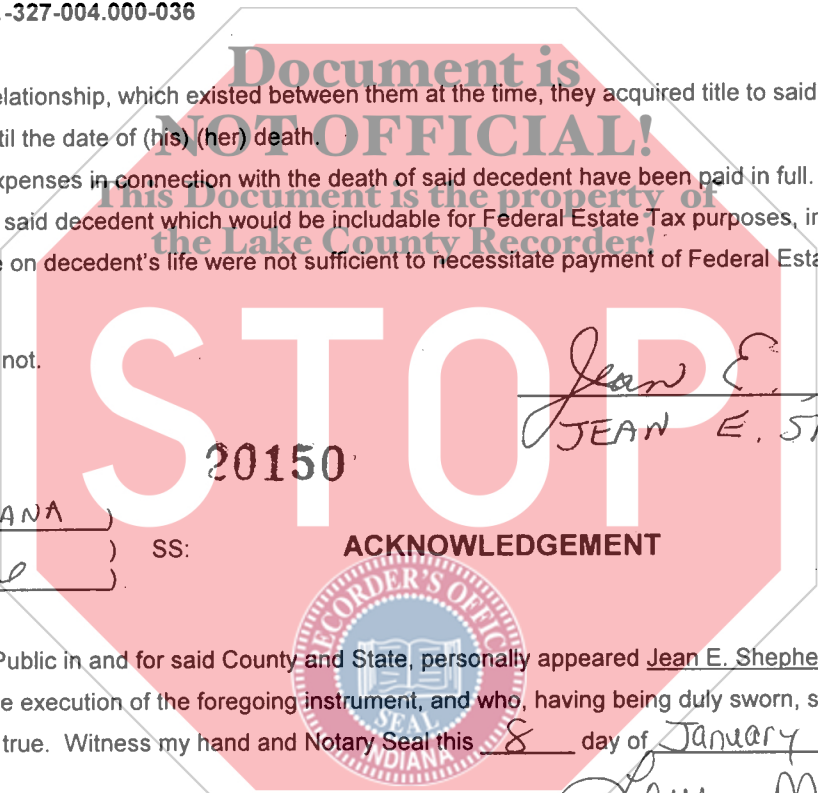 .-327-004.000-036
Document is
elationship, which existed between them at the time, they acquired title to said
NOT OFFICIAL!
til the date of (his) (her) death.
xpenses in connection with the death of said decedent have been paid in full.
This Document is the property of
said decedent which would be includable for Federal Estate Tax purposes, in
the Lake County Recorder!
e on decedent's life were not sufficient to necessitate payment of Federal Esta
STOP
not.
Jean E.
JEAN E. S
20150
ANA )
) SS: ACKNOWLEDGEMENT
)
RECORDER'S OFFICE
Public in and for said County and State, personally appeared Jean E. Shephe
e execution of the foregoing instrument, and who, having being duly sworn, s
SEAL
true. Witness my hand and Notary Seal this 8 day of January
INDIANA